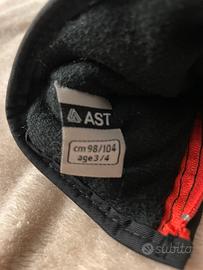 AST
cm 98/104
age 3/4
subito